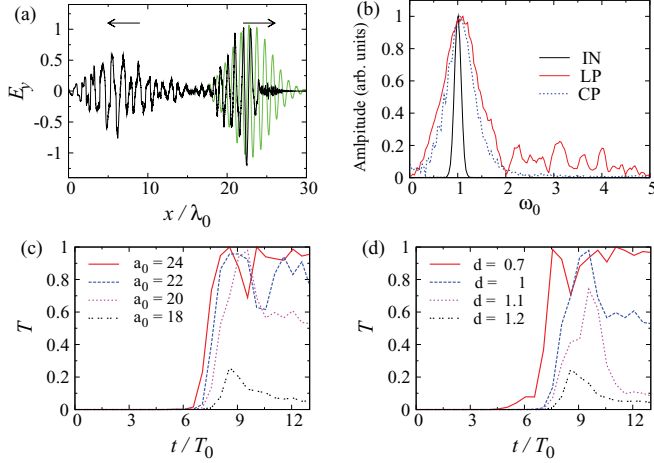 (a)
E_y
1
0.5
0
-0.5
-1
0 10 20 30
x / λ_0
(b)
Amlpitude (arb. units)
1
0.8
0.6
0.4
0.2
0
0 1 2 3 4 5
ω_0
IN
LP
CP
(c)
T
1
0.8
0.6
0.4
0.2
0
0 3 6 9 12
t / T_0
a_0 = 24
a_0 = 22
a_0 = 20
a_0 = 18
(d)
T
1
0.8
0.6
0.4
0.2
0
0 3 6 9 12
t / T_0
d = 0.7
d = 1
d = 1.1
d = 1.2